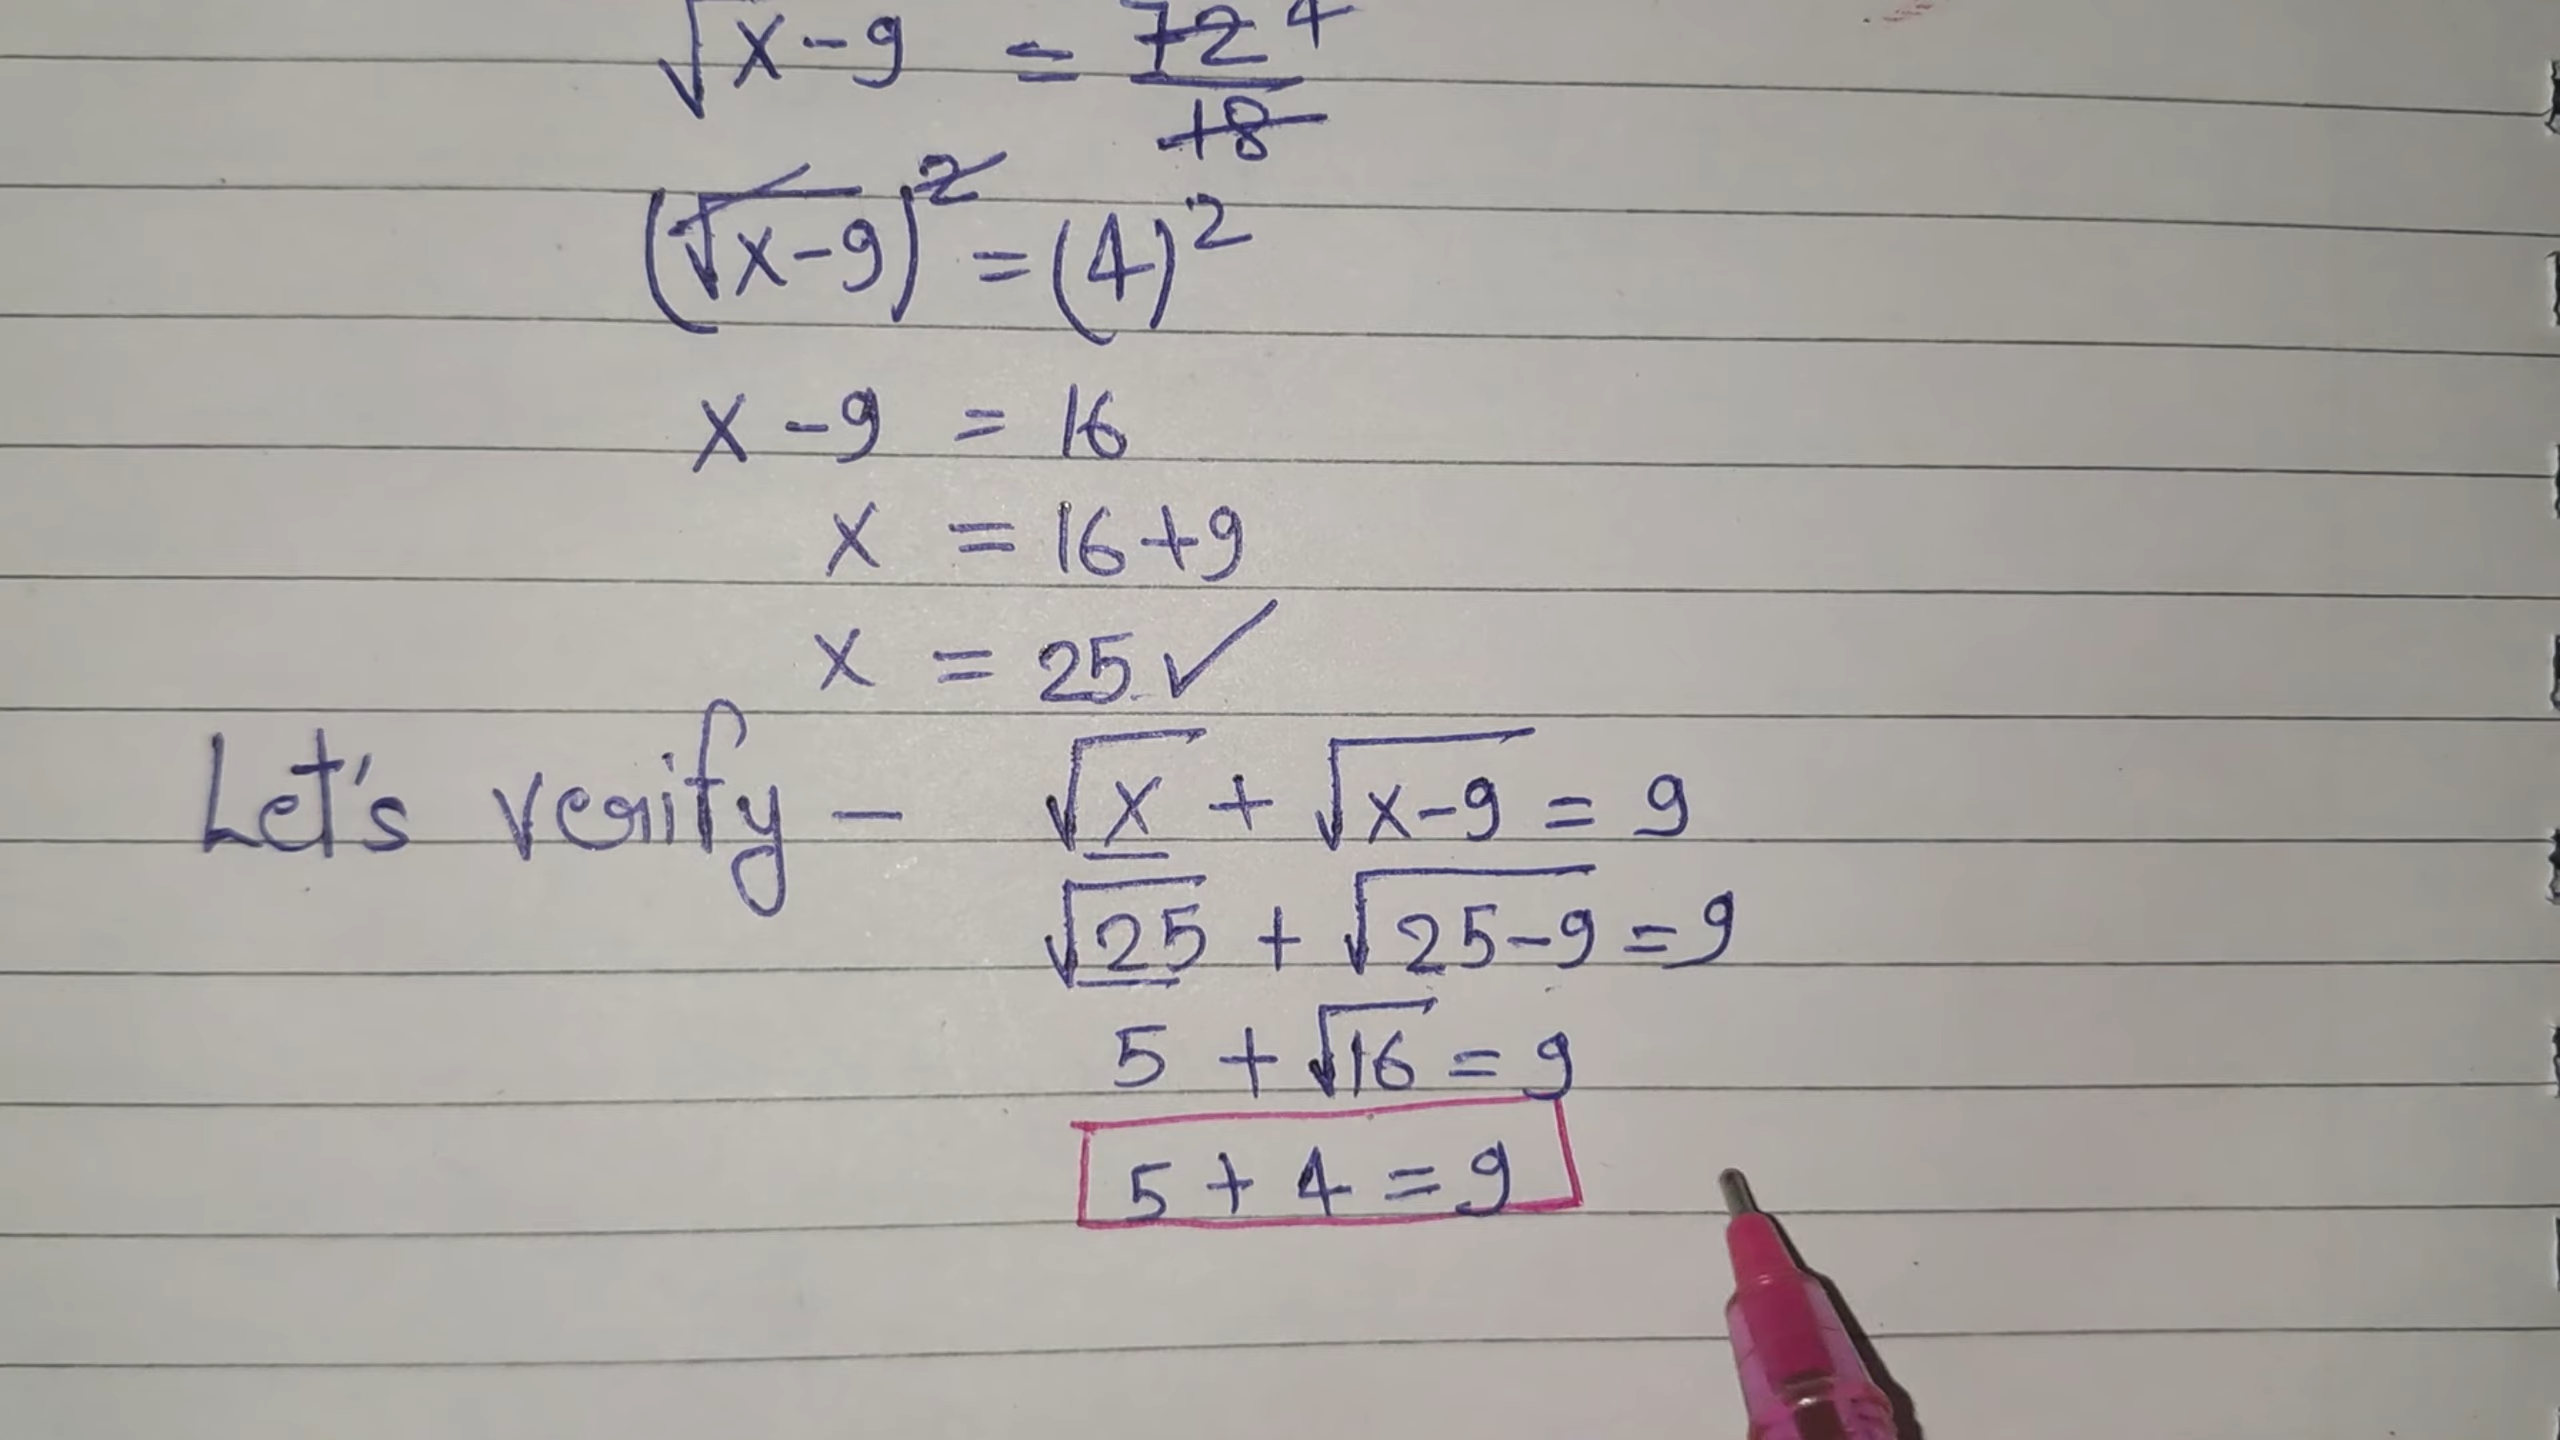 √x-9 = 72 4
18
(√x-9)² = (4)²
x - 9 = 16
x = 16+9
x = 25 ✓
Let's verify - √x + √x-9 = 9
√25 + √25-9 = 9
5 + √16 = 9
5 + 4 = 9